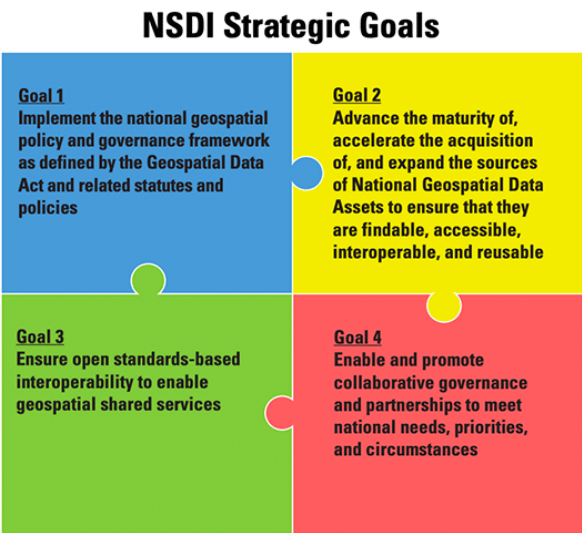 NSDI Strategic Goals
Goal 1
Implement the national geospatial
policy and governance framework
as defined by the Geospatial Data
Act and related statutes and
policies
Goal 2
Advance the maturity of,
accelerate the acquisition
of, and expand the sources
of National Geospatial Data
Assets to ensure that they
are findable, accessible,
interoperable, and reusable
Goal 3
Ensure open standards-based
interoperability to enable
geospatial shared services
Goal 4
Enable and promote
collaborative governance
and partnerships to meet
national needs, priorities,
and circumstances